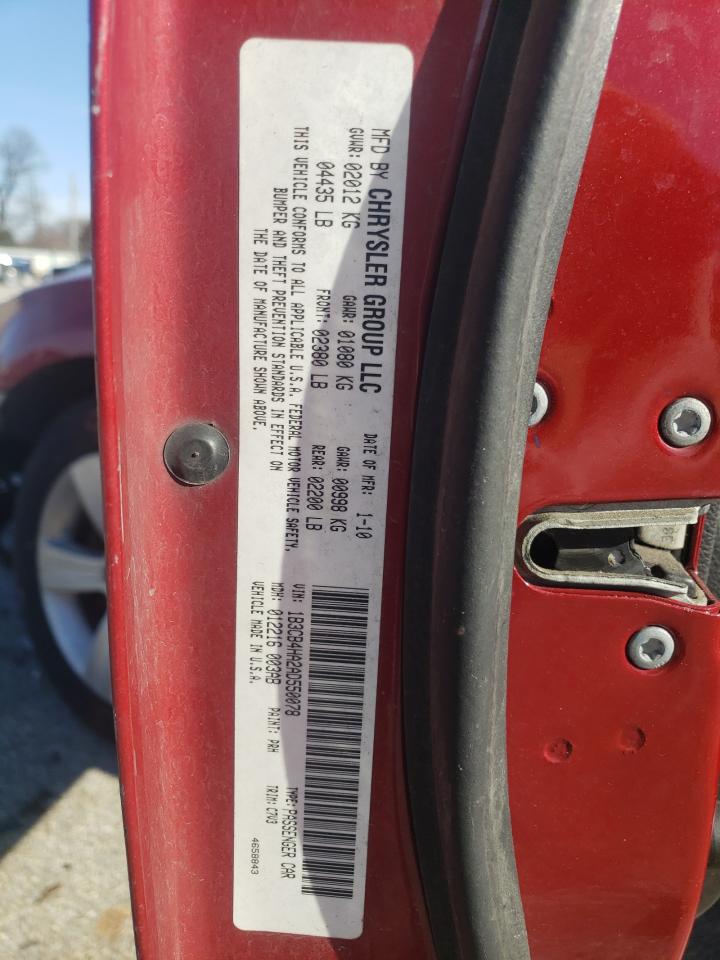 MFD BY CHRYSLER GROUP LLC DATE OF MFR: 1-10 VIN: 1B3CB4HA2AD550078 TYPE: PASSENGER CAR
GVWR: 02012 KG GAWR: 01080 KG GAWR: 00998 KG
04435 LB FRONT: 02380 LB REAR: 02200 LB MDH: 012216 003AB PAINT: PRH TRIM: C7V3
THIS VEHICLE CONFORMS TO ALL APPLICABLE U.S.A. FEDERAL MOTOR VEHICLE SAFETY, VEHICLE MADE IN U.S.A. 4658843
BUMPER AND THEFT PREVENTION STANDARDS IN EFFECT ON
THE DATE OF MANUFACTURE SHOWN ABOVE.